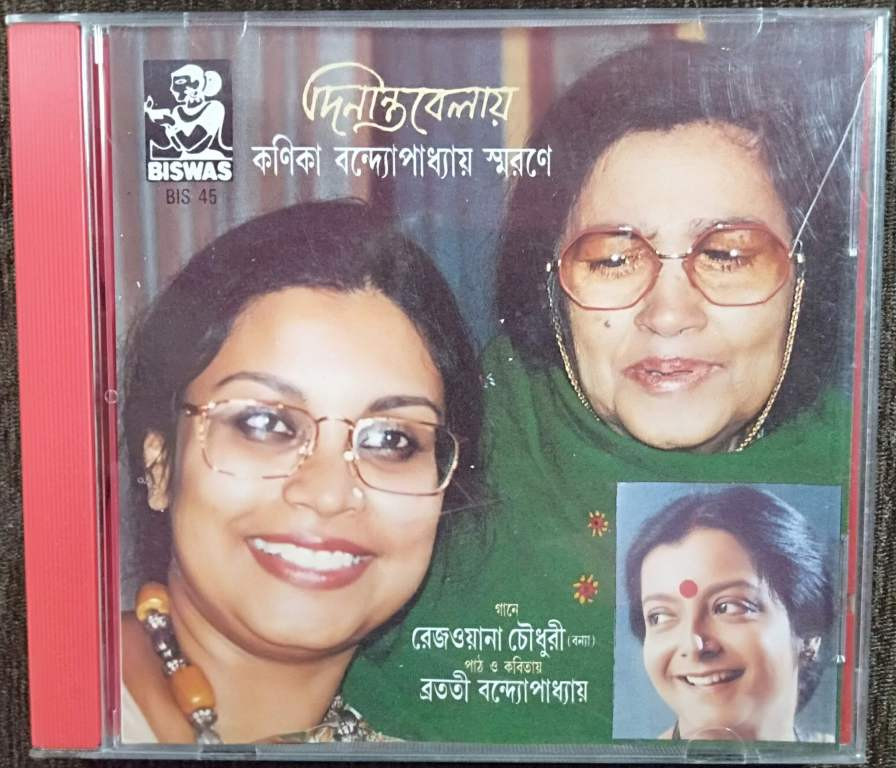 দিনান্তবেলায়
কণিকা বন্দ্যোপাধ্যায় স্মরণে
BISWAS
BIS 45
গানে
রেজওয়ানা চৌধুরী (বন্যা)
পাঠ ও কবিতায়
ব্রততী বন্দ্যোপাধ্যায়